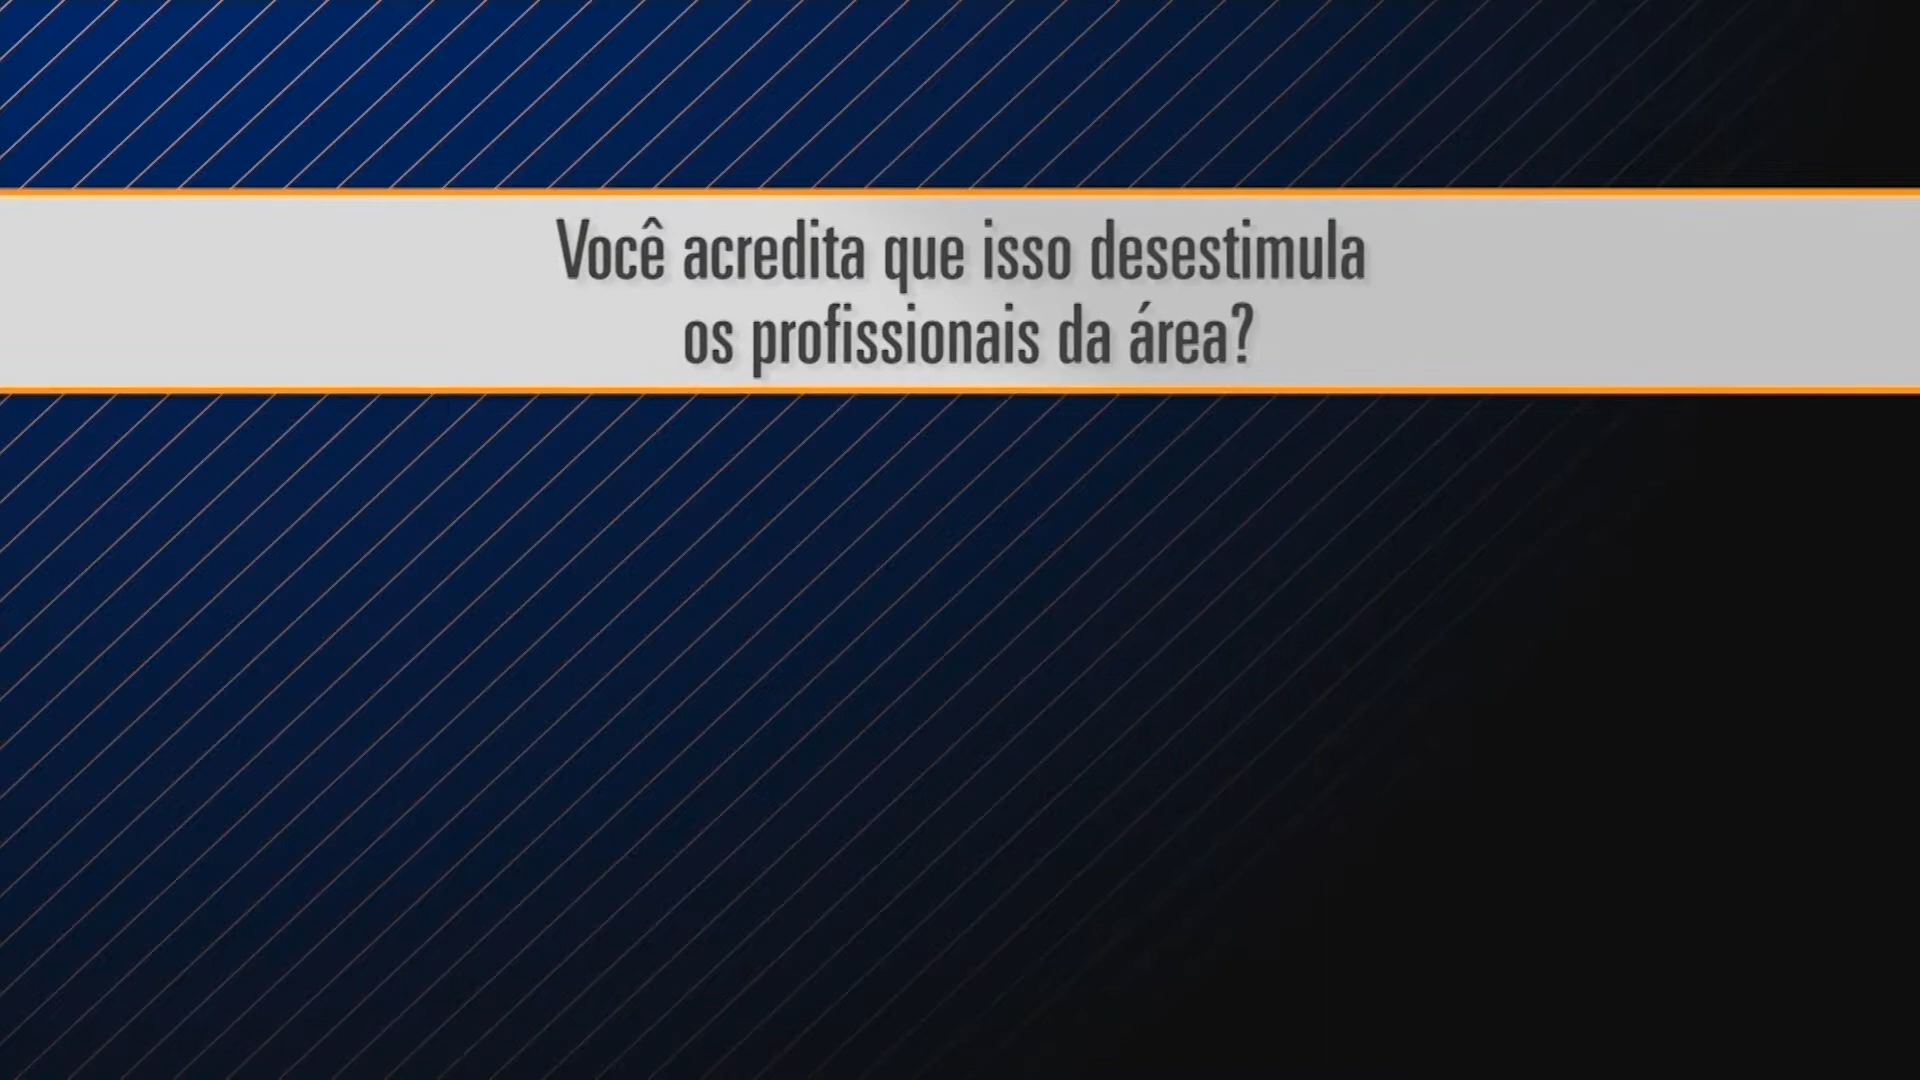 Você acredita que isso desestimula
os profissionais da área?